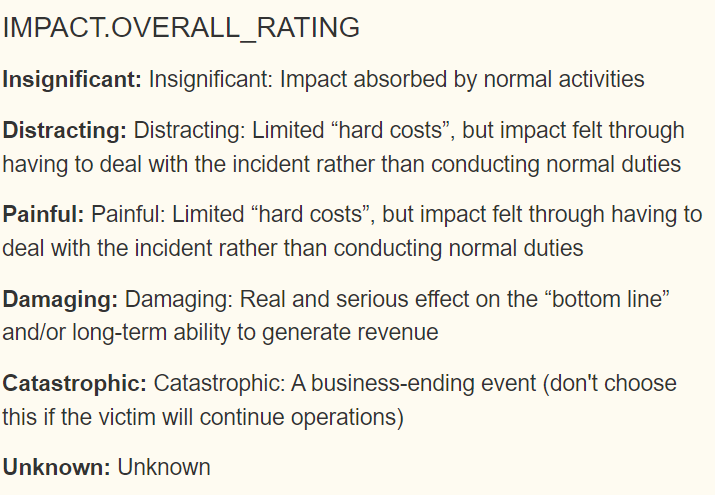 IMPACT.OVERALL_RATING
Insignificant: Insignificant: Impact absorbed by normal activities
Distracting: Distracting: Limited “hard costs”, but impact felt through
having to deal with the incident rather than conducting normal duties
Painful: Painful: Limited “hard costs”, but impact felt through having to
deal with the incident rather than conducting normal duties
Damaging: Damaging: Real and serious effect on the “bottom line”
and/or long-term ability to generate revenue
Catastrophic: Catastrophic: A business-ending event (don't choose
this if the victim will continue operations)
Unknown: Unknown